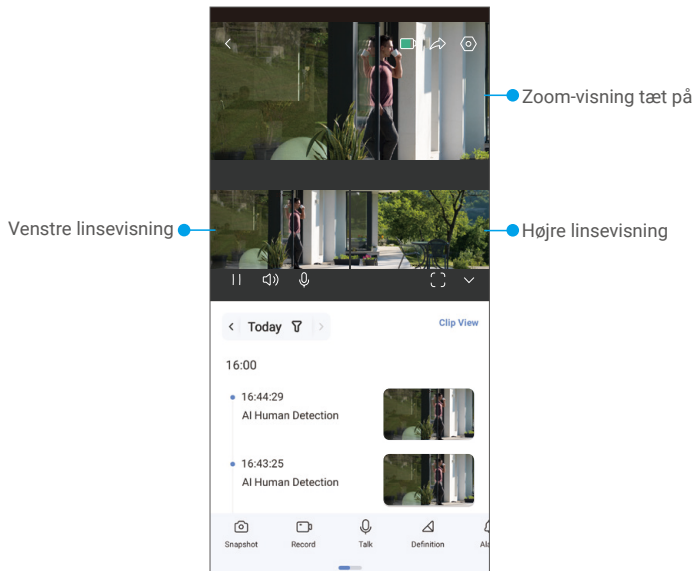 Zoom-visning tæt på
Venstre linsevisning
Højre linsevisning
Today
Clip View
16:00
16:44:29
AI Human Detection
16:43:25
AI Human Detection
Snapshot
Record
Talk
Definition